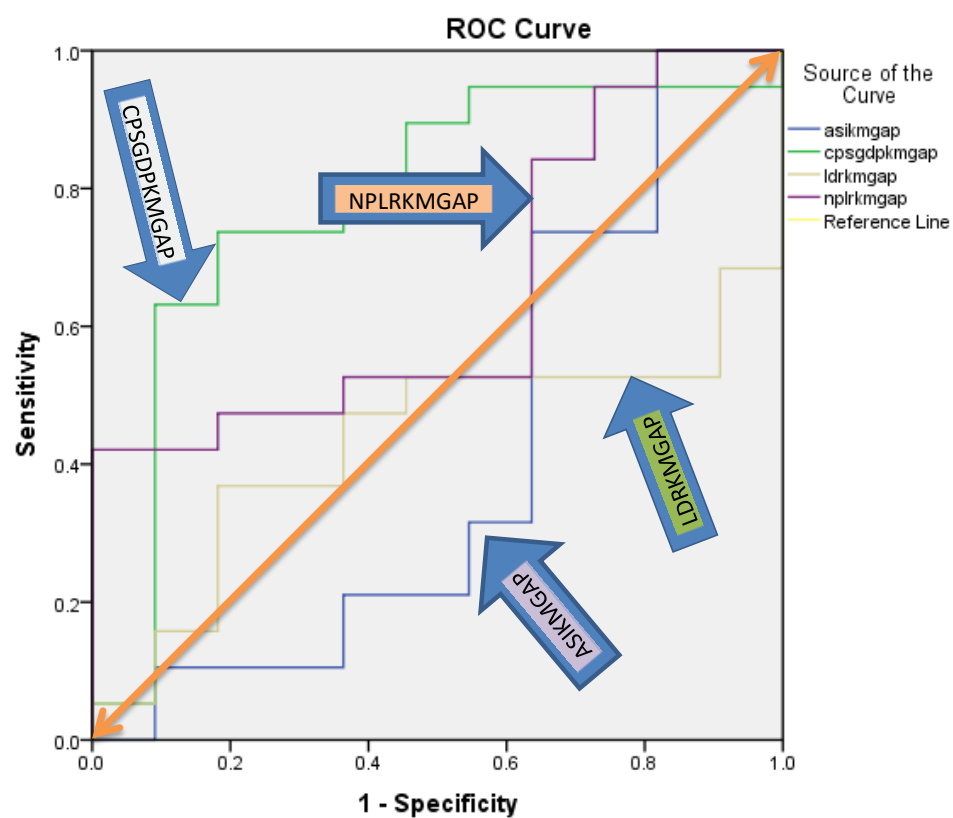 ROC Curve
Source of the
Curve
asikmgap
cpsgdpkmgap
ldrkmgap
nplrkmgap
Reference Line
CPSGDPKMGAP
NPLRKMGAP
LDRKMGAP
ASIKMGAP
Sensitivity
1.0
0.8
0.6
0.4
0.2
0.0
0.0 0.2 0.4 0.6 0.8 1.0
1 - Specificity